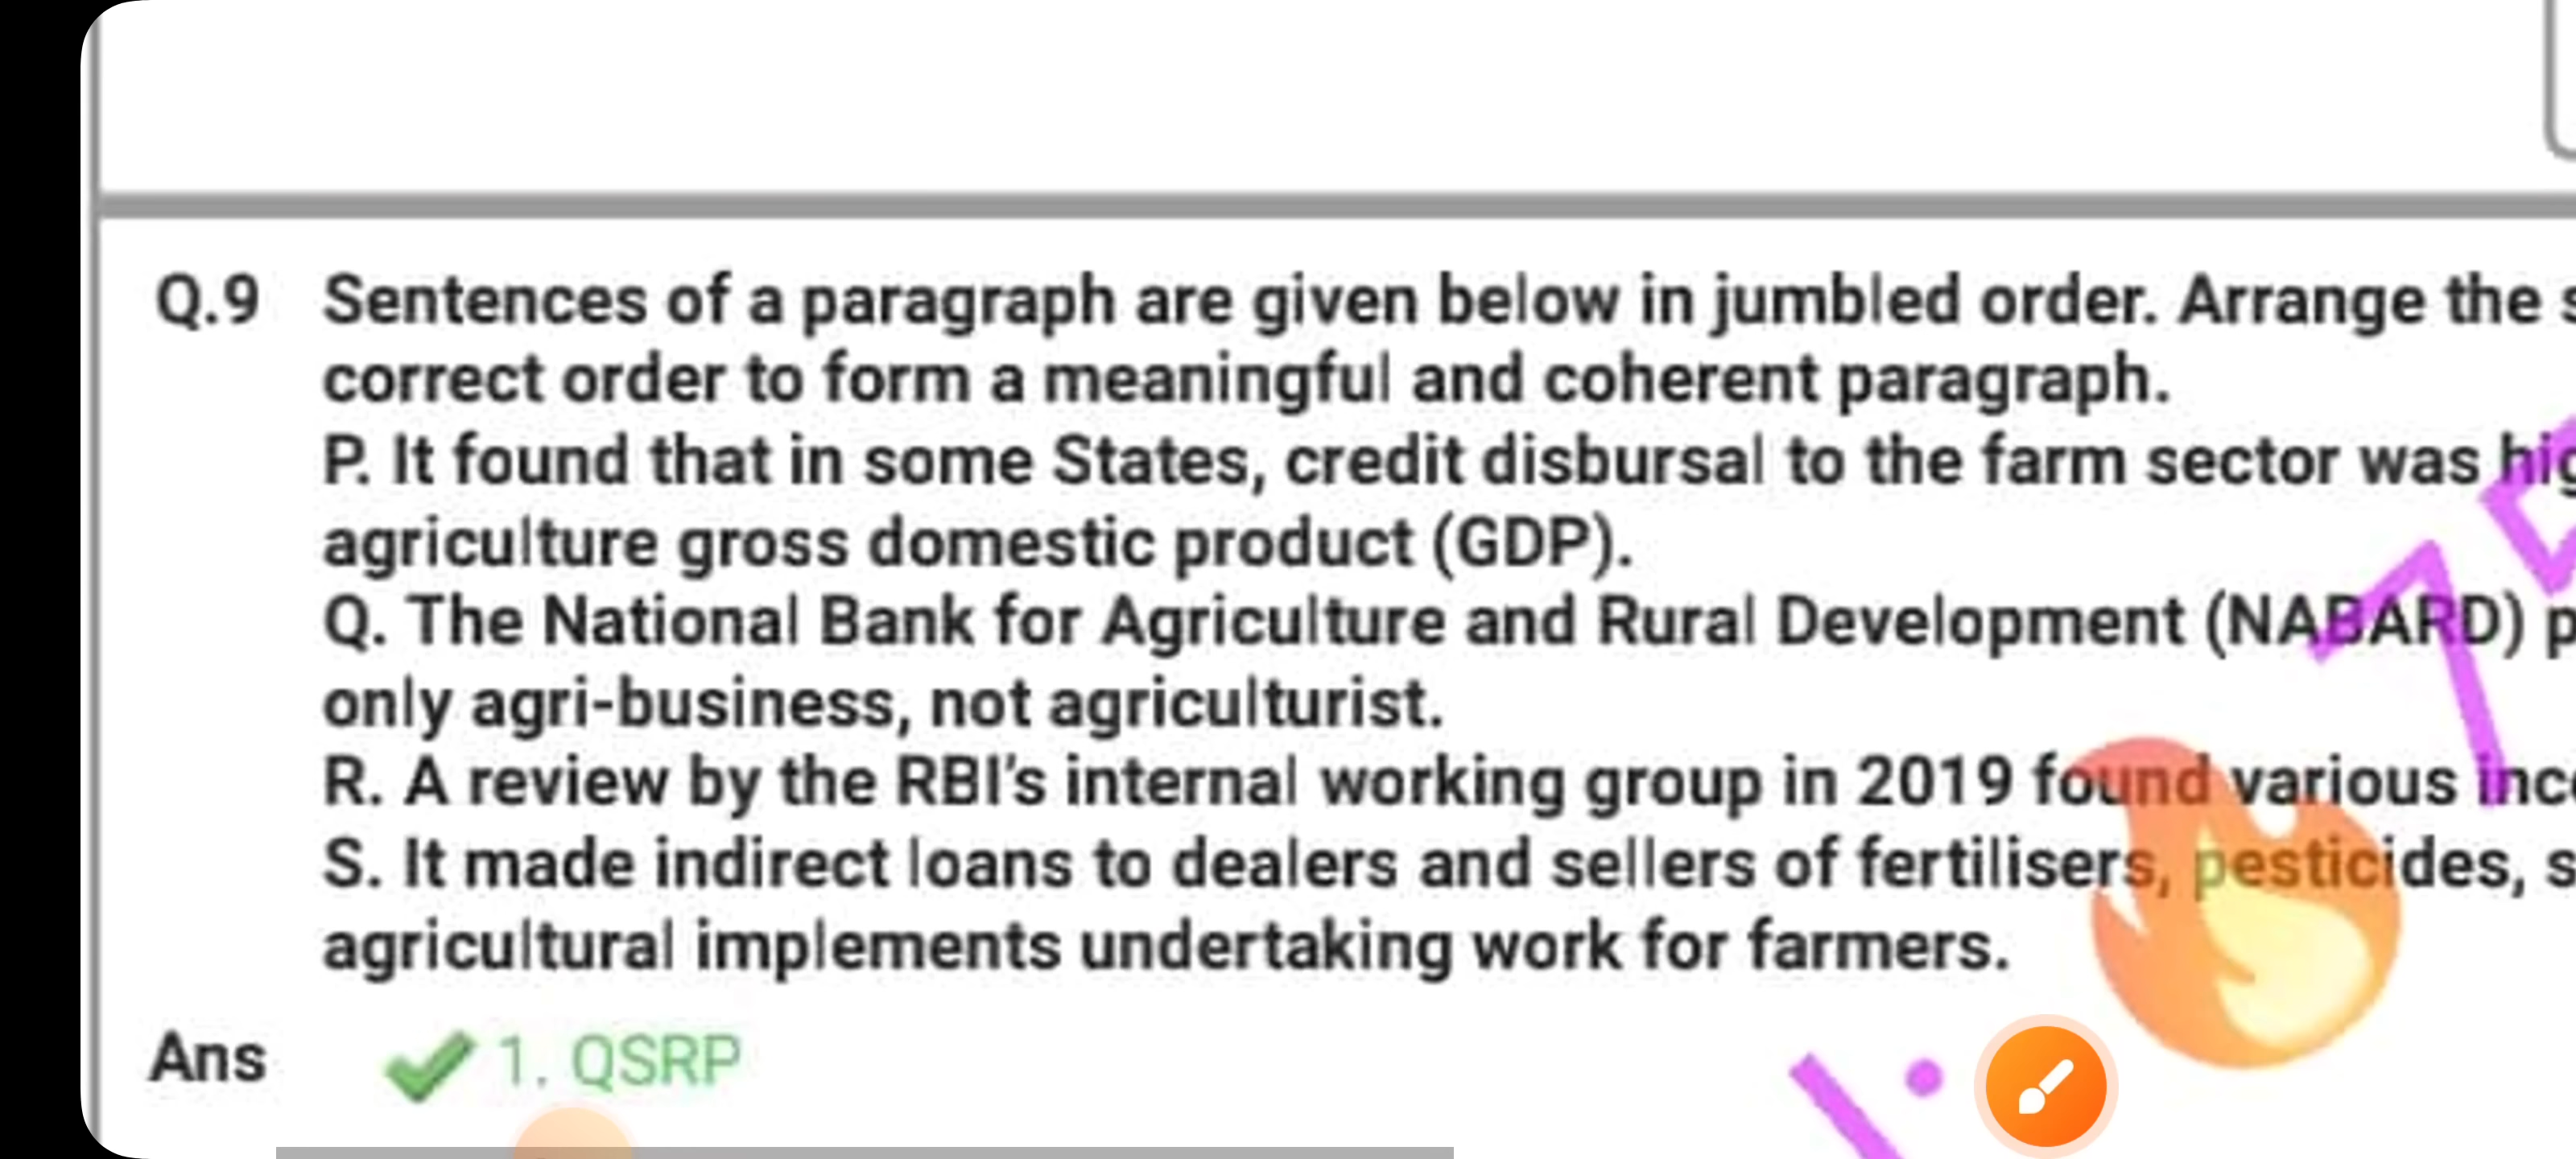 Q.9 Sentences of a paragraph are given below in jumbled order. Arrange the
correct order to form a meaningful and coherent paragraph.
P. It found that in some States, credit disbursal to the farm sector was
agriculture gross domestic product (GDP).
Q. The National Bank for Agriculture and Rural Development (NABARD)
only agri-business, not agriculturist.
R. A review by the RBI's internal working group in 2019 found various
S. It made indirect loans to dealers and sellers of fertilisers, pesticides,
agricultural implements undertaking work for farmers.
Ans 1. QSRP